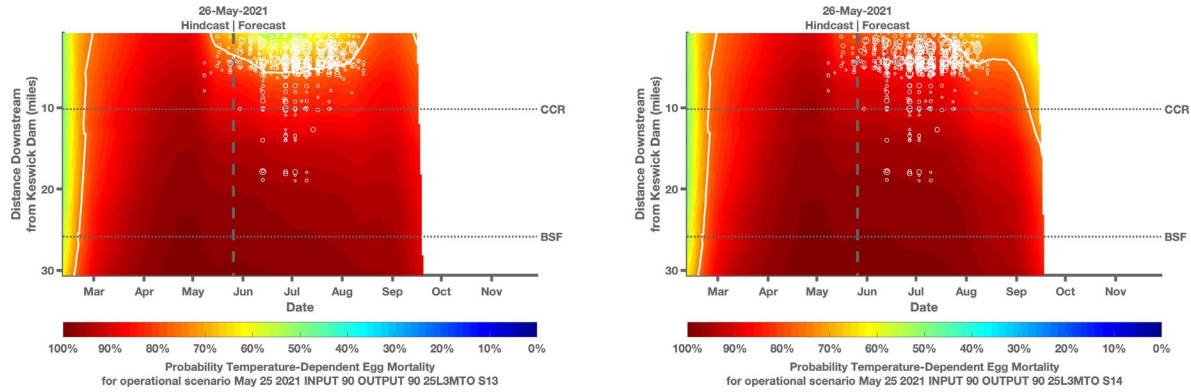 26-May-2021
Hindcast | Forecast
Distance Downstream
from Keswick Dam (miles)
10
20
30
CCR
BSF
Mar Apr May Jun Jul Aug Sep Oct Nov
Date
100% 90% 80% 70% 60% 50% 40% 30% 20% 10% 0%
Probability Temperature-Dependent Egg Mortality
for operational scenario May 25 2021 INPUT 90 OUTPUT 90 25L3MTO S13
26-May-2021
Hindcast | Forecast
Distance Downstream
from Keswick Dam (miles)
10
20
30
CCR
BSF
Mar Apr May Jun Jul Aug Sep Oct Nov
Date
100% 90% 80% 70% 60% 50% 40% 30% 20% 10% 0%
Probability Temperature-Dependent Egg Mortality
for operational scenario May 25 2021 INPUT 90 OUTPUT 90 25L3MTO S14